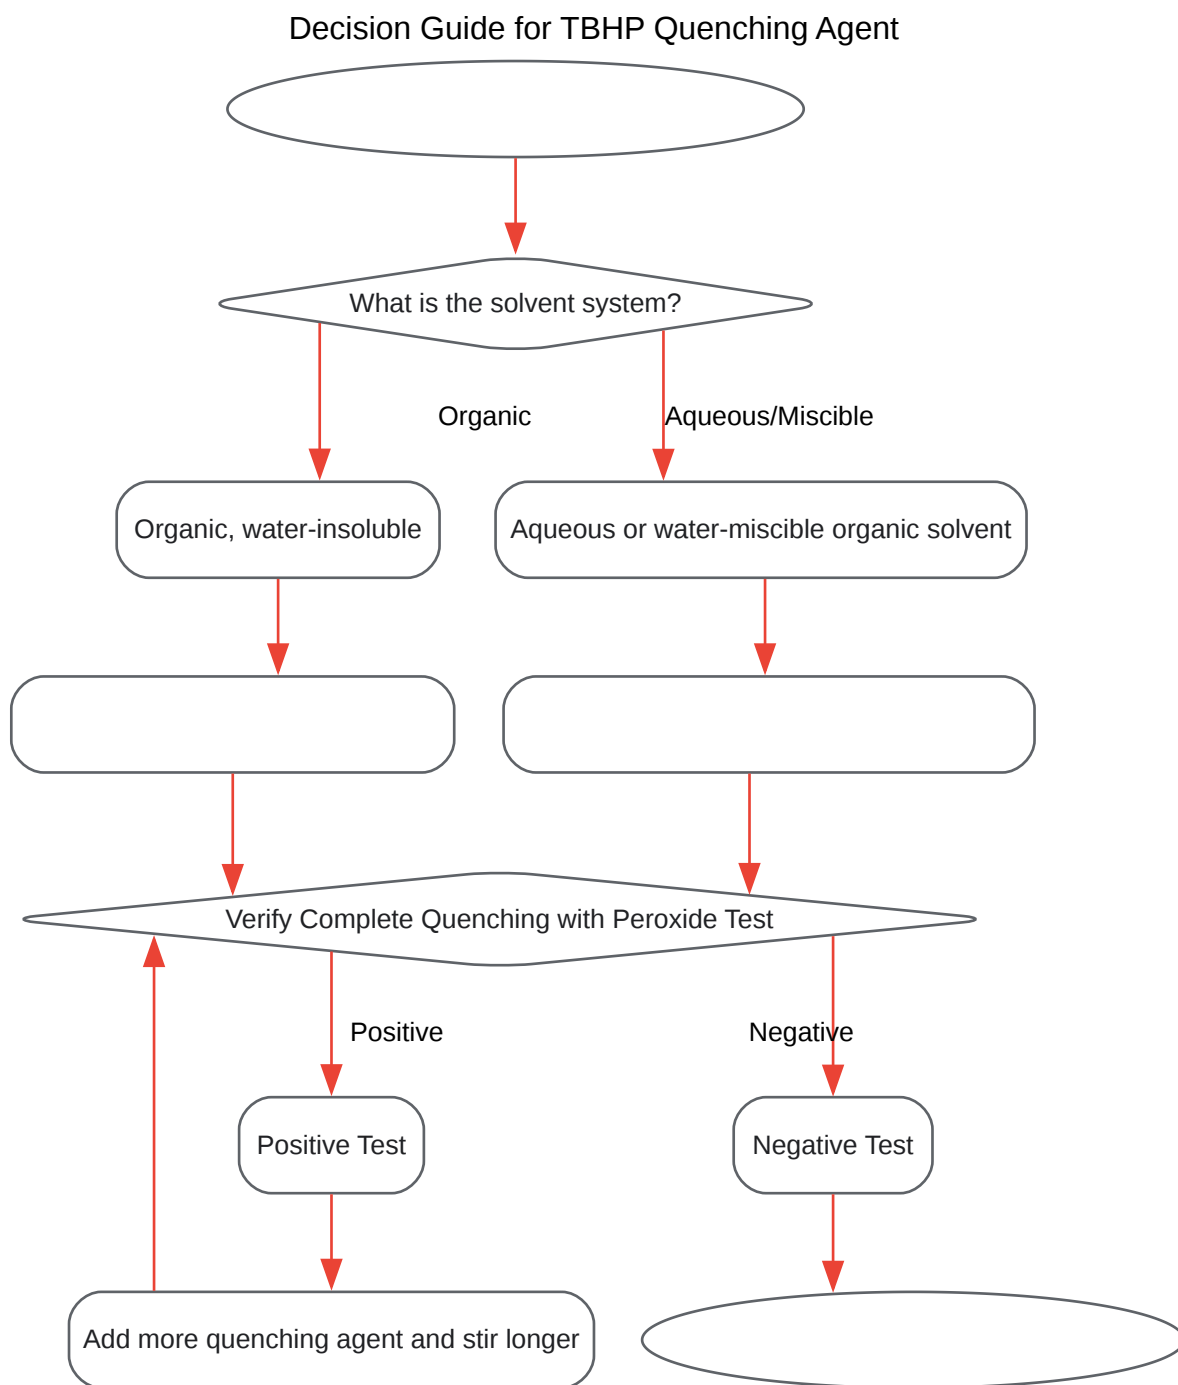 Decision Guide for TBHP Quenching Agent
What is the solvent system?
Organic
Aqueous/Miscible
Organic, water-insoluble
Aqueous or water-miscible organic solvent
Verify Complete Quenching with Peroxide Test
Positive
Negative
Positive Test
Negative Test
Add more quenching agent and stir longer